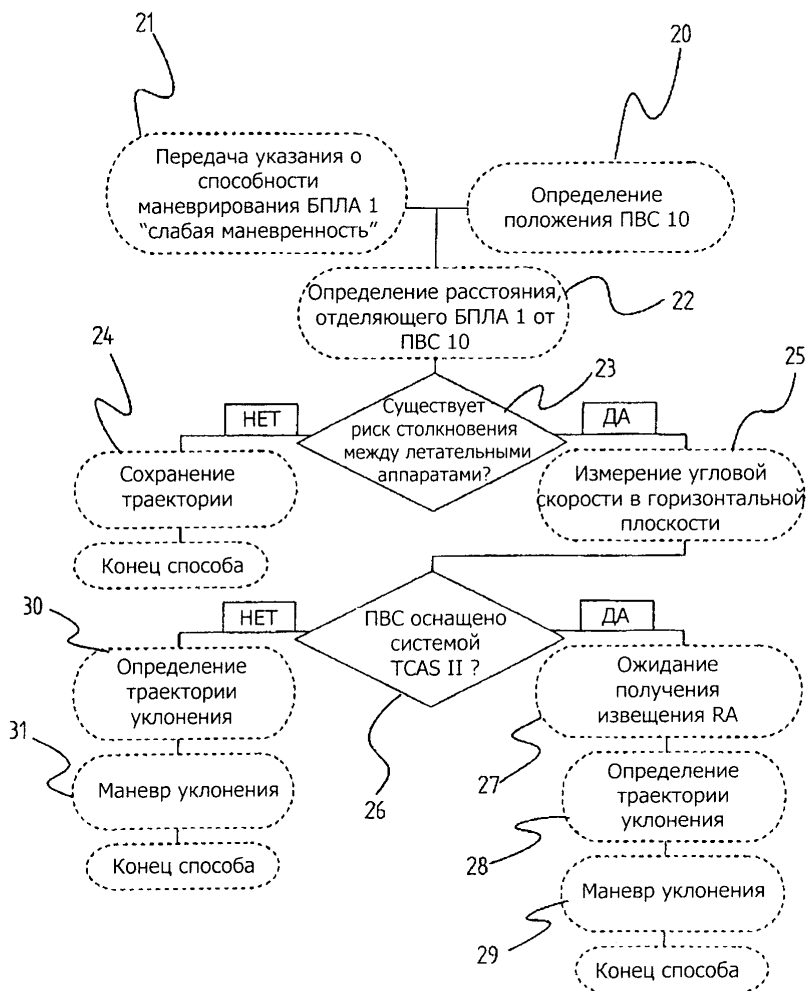 21
20
Передача указания о
способности
маневрирования БПЛА 1
“слабая маневренность”
Определение
положения ПВС 10
Определение расстояния,
отделяющего БПЛА 1 от
ПВС 10
22
24
23
25
НЕТ
Существует
риск столкновения
между летательными
аппаратами?
ДА
Сохранение
траектории
Измерение угловой
скорости в горизонтальной
плоскости
Конец способа
30
НЕТ
ПВС оснащено
системой
TCAS II ?
ДА
Определение
траектории
уклонения
Ожидание
получения
извещения RA
31
26
27
Маневр уклонения
Определение
траектории
уклонения
28
Конец способа
Маневр уклонения
29
Конец способа